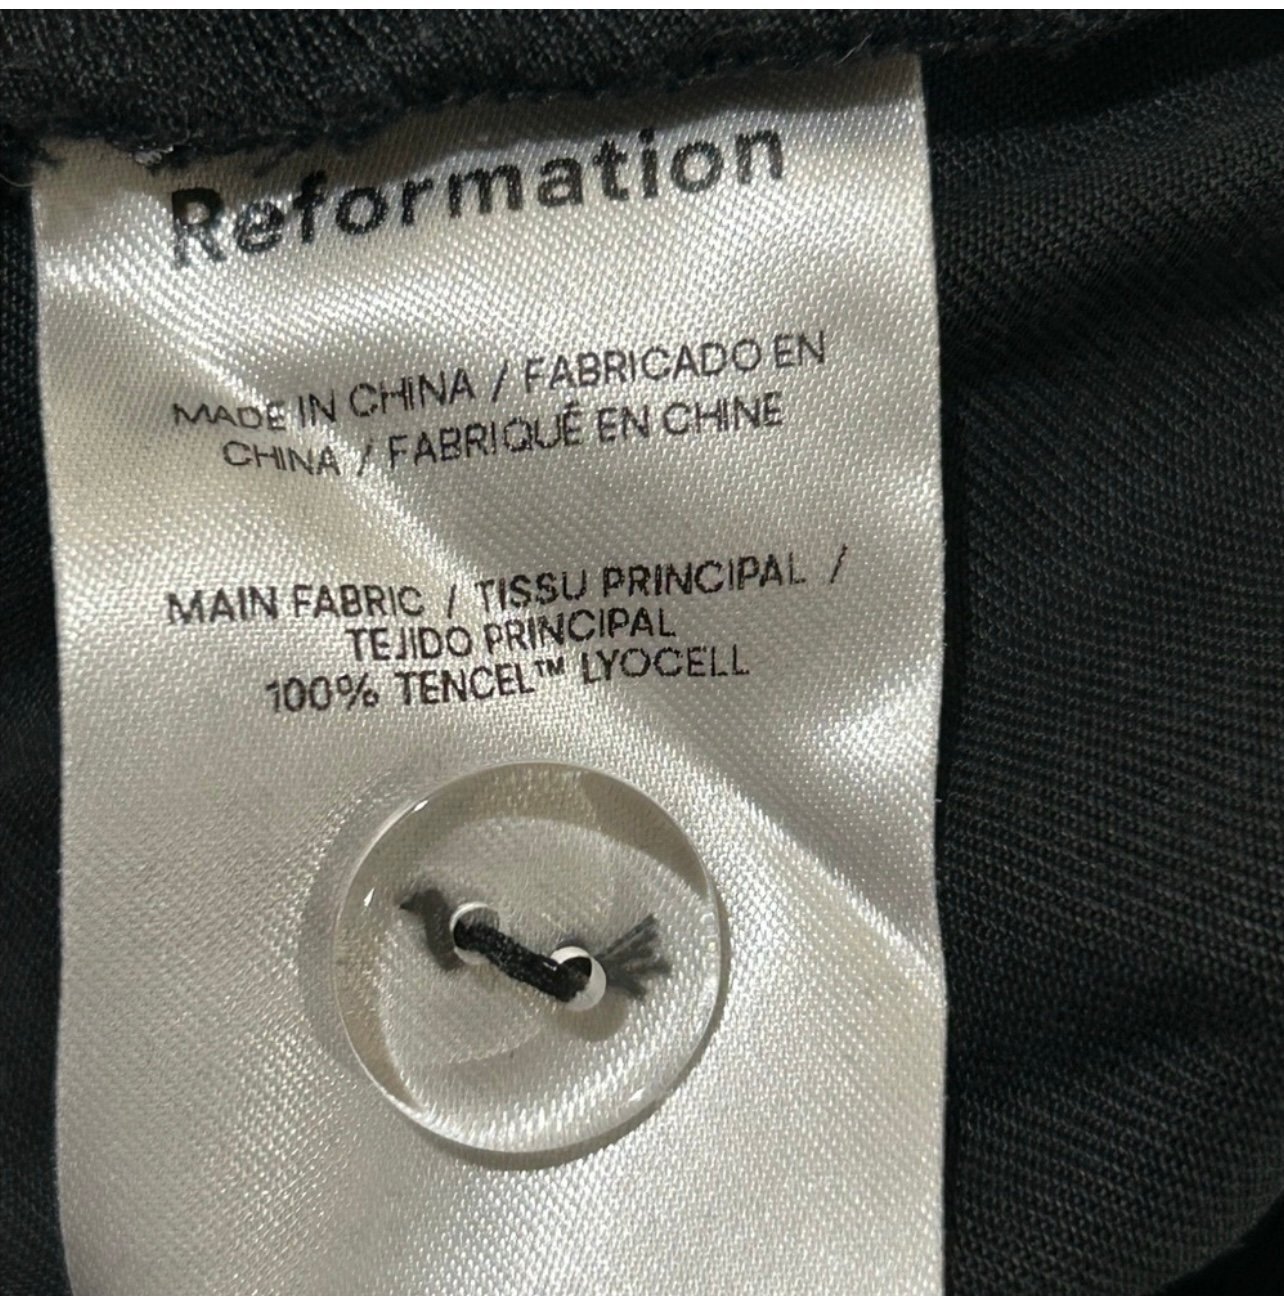 Reformation
MADE IN CHINA / FABRICADO EN
CHINA / FABRIQUÉ EN CHINE
MAIN FABRIC / TISSU PRINCIPAL /
TEJIDO PRINCIPAL
100% TENCEL™ LYOCELL